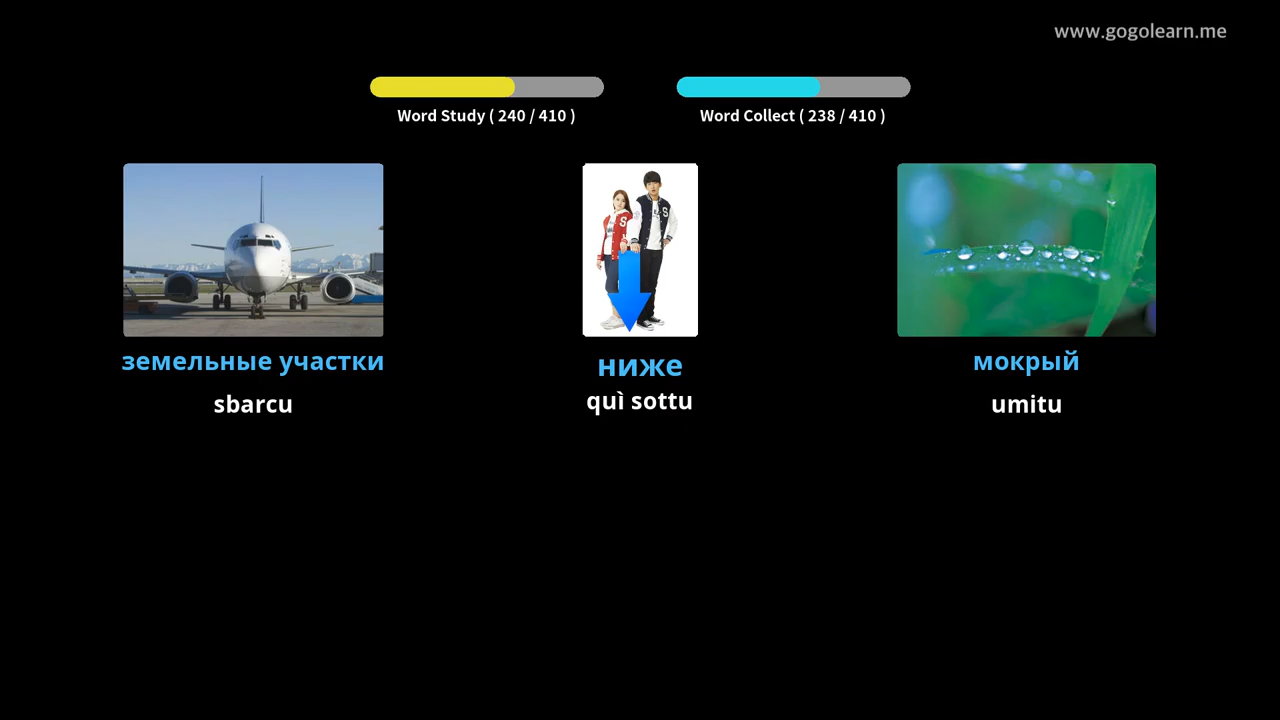 www.gogolearn.me
Word Study ( 240 / 410 )
Word Collect ( 238 / 410 )
земельные участки
sbarcu
ниже
quì sottu
мокрый
umitu
S
S